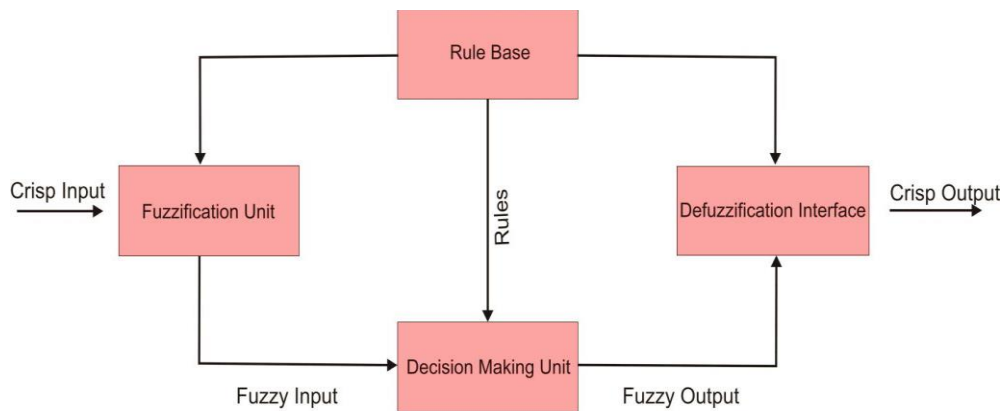 Rule Base
Crisp Input
Fuzzification Unit
Rules
Defuzzification Interface
Crisp Output
Decision Making Unit
Fuzzy Input
Fuzzy Output